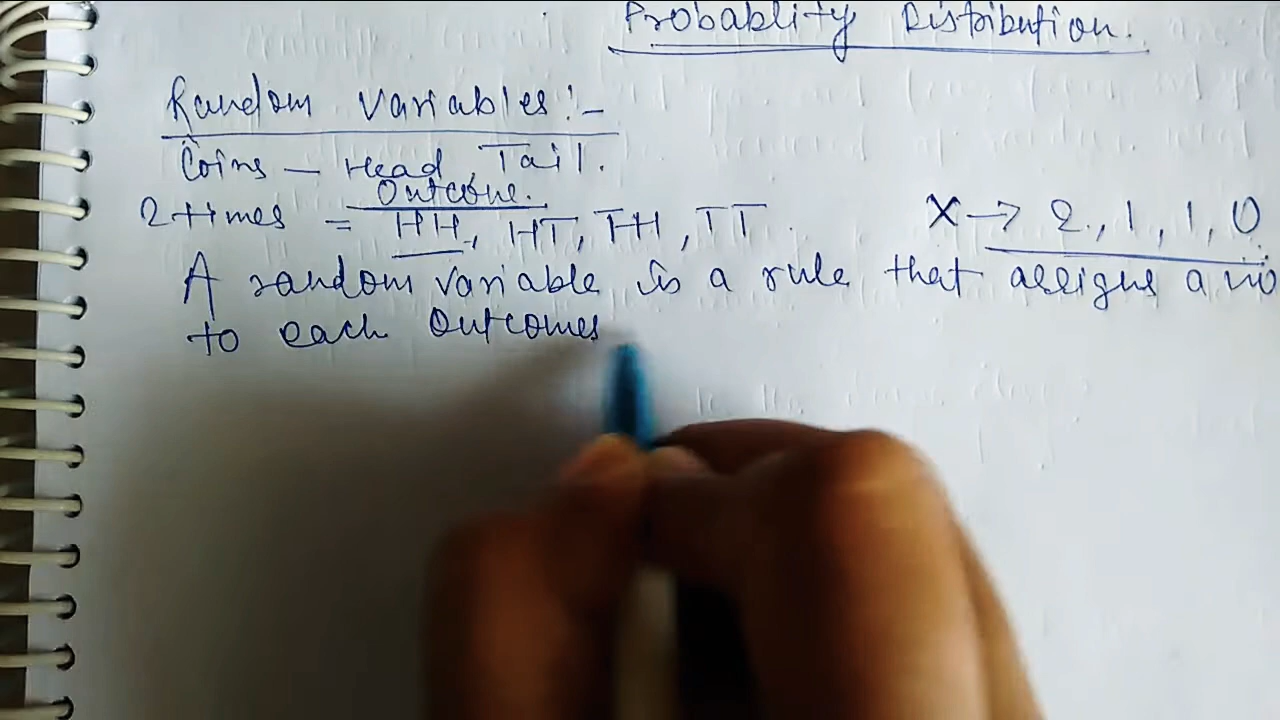 Probablity Distribution.
Random Variables:-
Coins — Head, Tail.
Outcome.
2 times = HH, HT, TH, TT. X → 2, 1, 1, 0
A random variable is a rule that assigns a no
to each outcomes